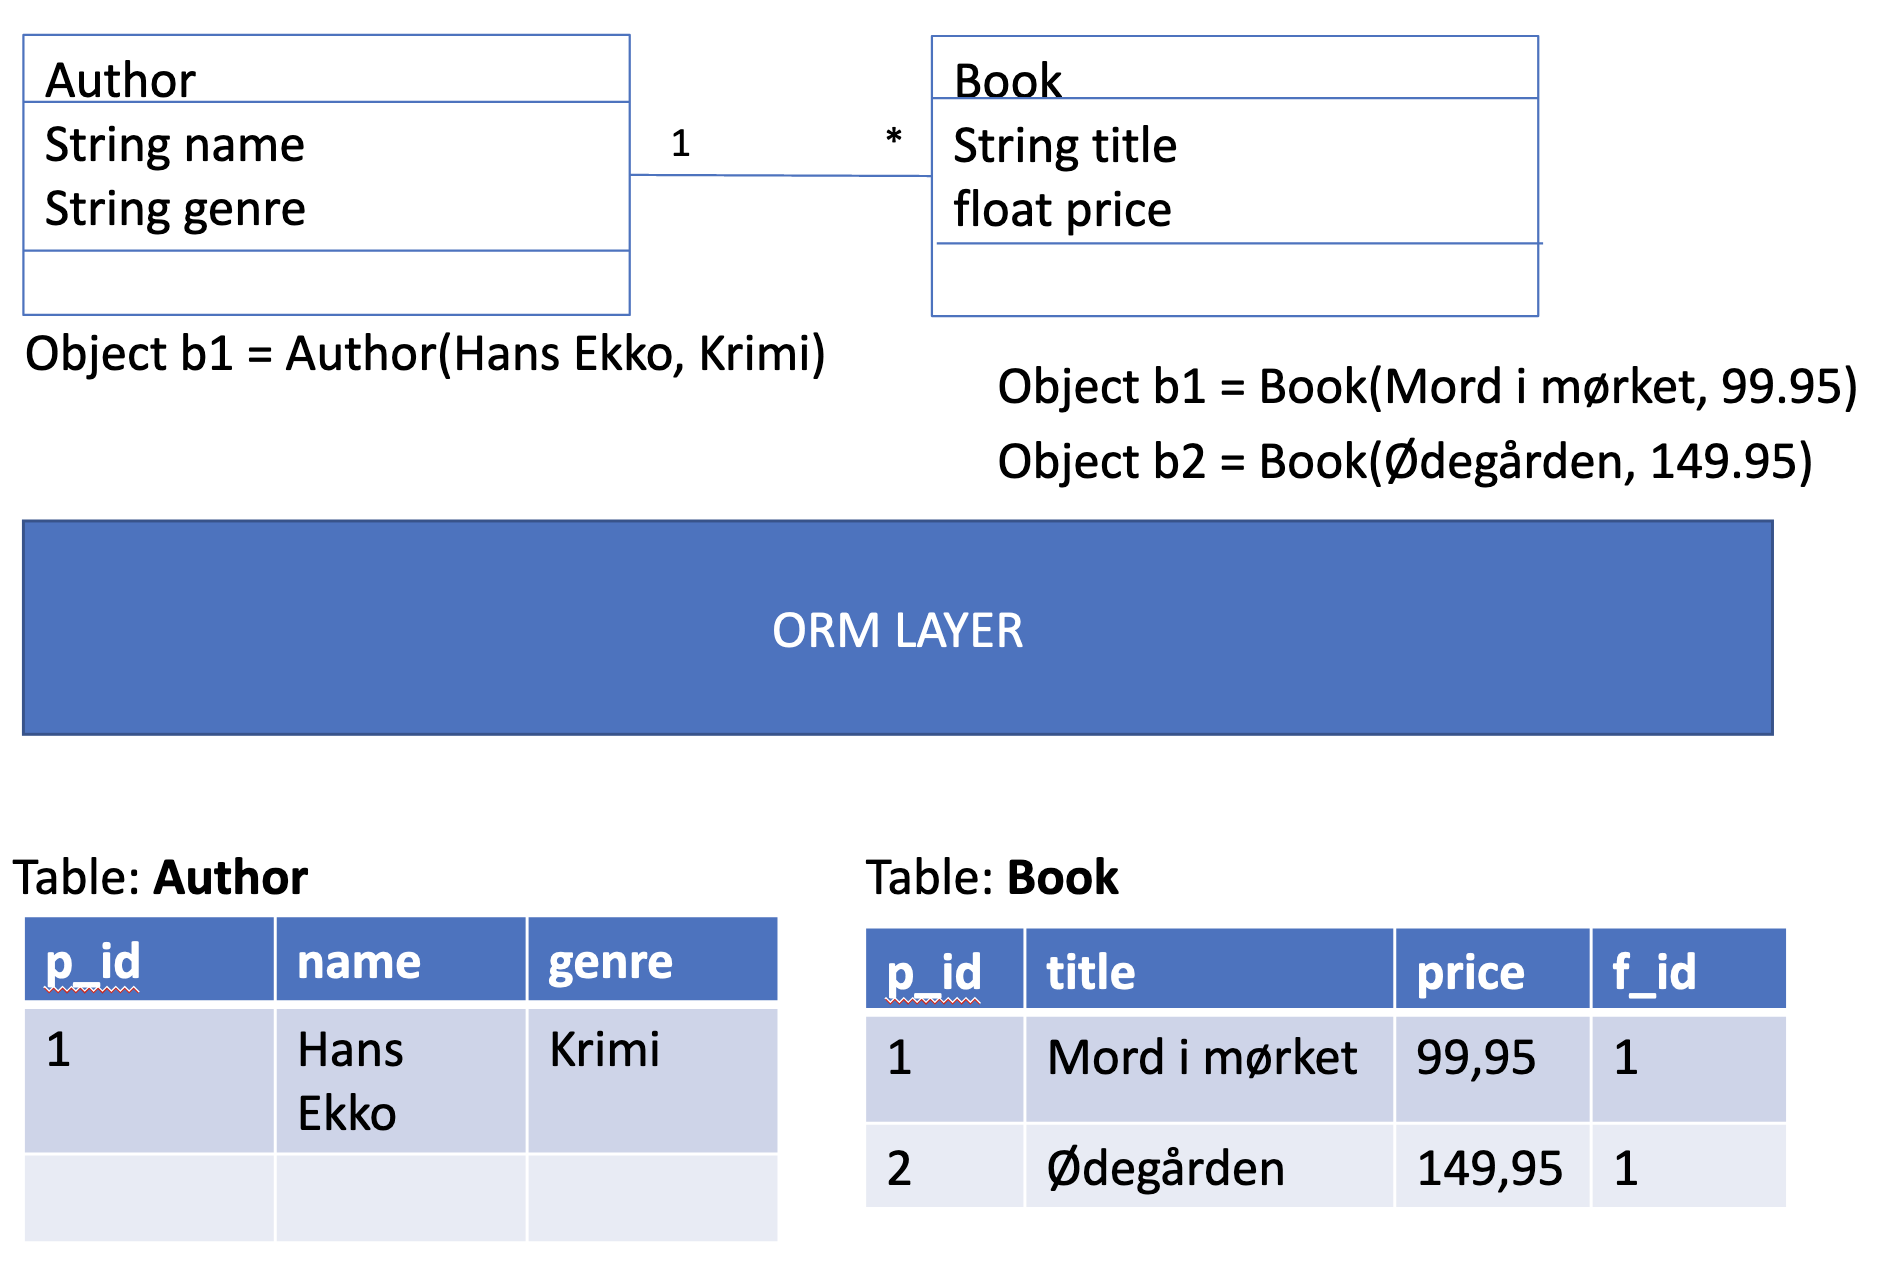 Author
String name
String genre
1
*
Book
String title
float price
Object b1 = Author(Hans Ekko, Krimi)
Object b1 = Book(Mord i mørket, 99.95)
Object b2 = Book(Ødegården, 149.95)
ORM LAYER
Table: Author
p_id name genre
1 Hans Ekko Krimi
Table: Book
p_id title price f_id
1 Mord i mørket 99,95 1
2 Ødegården 149,95 1